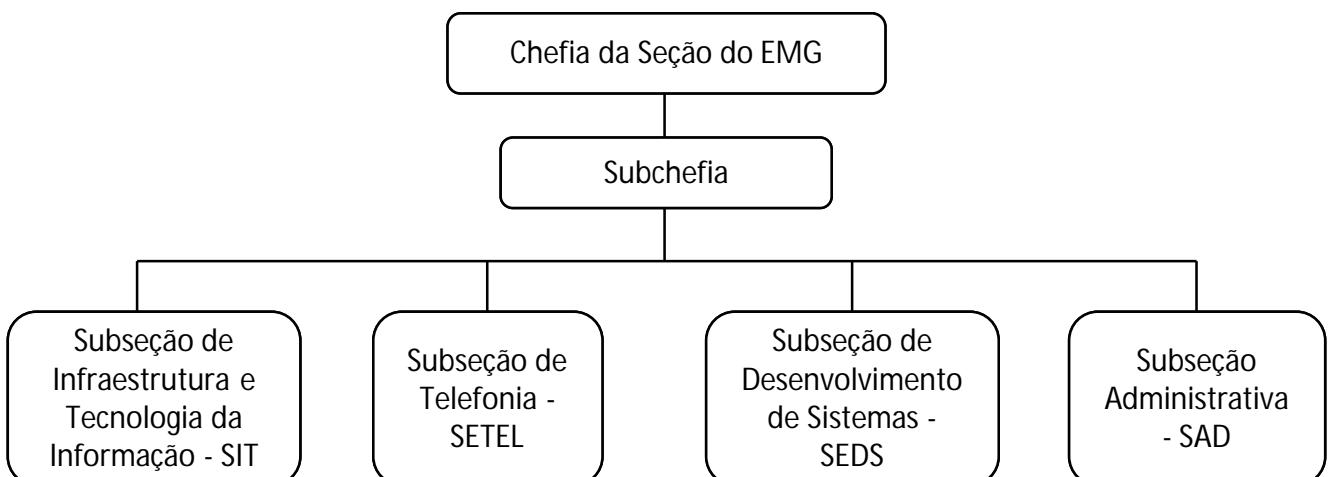 Chefia da Seção do EMG
Subchefia
Subseção de
Infraestrutura e
Tecnologia da
Informação - SIT
Subseção de
Telefonia -
SETEL
Subseção de
Desenvolvimento
de Sistemas -
SEDS
Subseção
Administrativa
- SAD